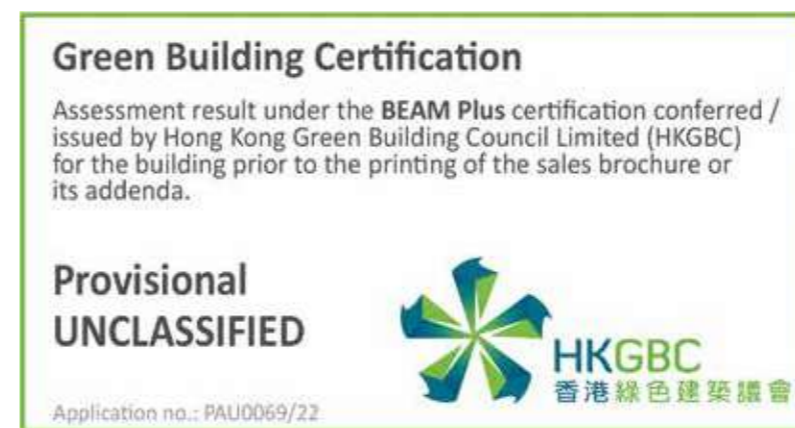 Green Building Certification
Assessment result under the BEAM Plus certification conferred /
issued by Hong Kong Green Building Council Limited (HKGBC)
for the building prior to the printing of the sales brochure or
its addenda.
Provisional
UNCLASSIFIED
HKGBC
香港綠色建築議會
Application no.: PAU0069/22